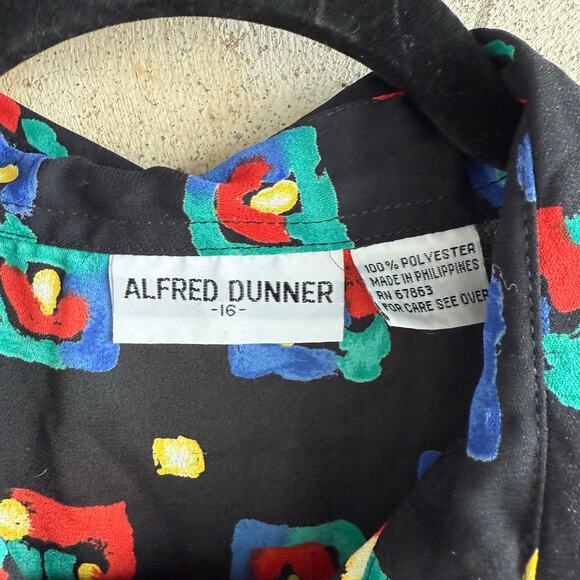 ALFRED DUNNER
-16-
100% POLYESTER
MADE IN PHILIPPINES
RN 67863
FOR CARE SEE OVER